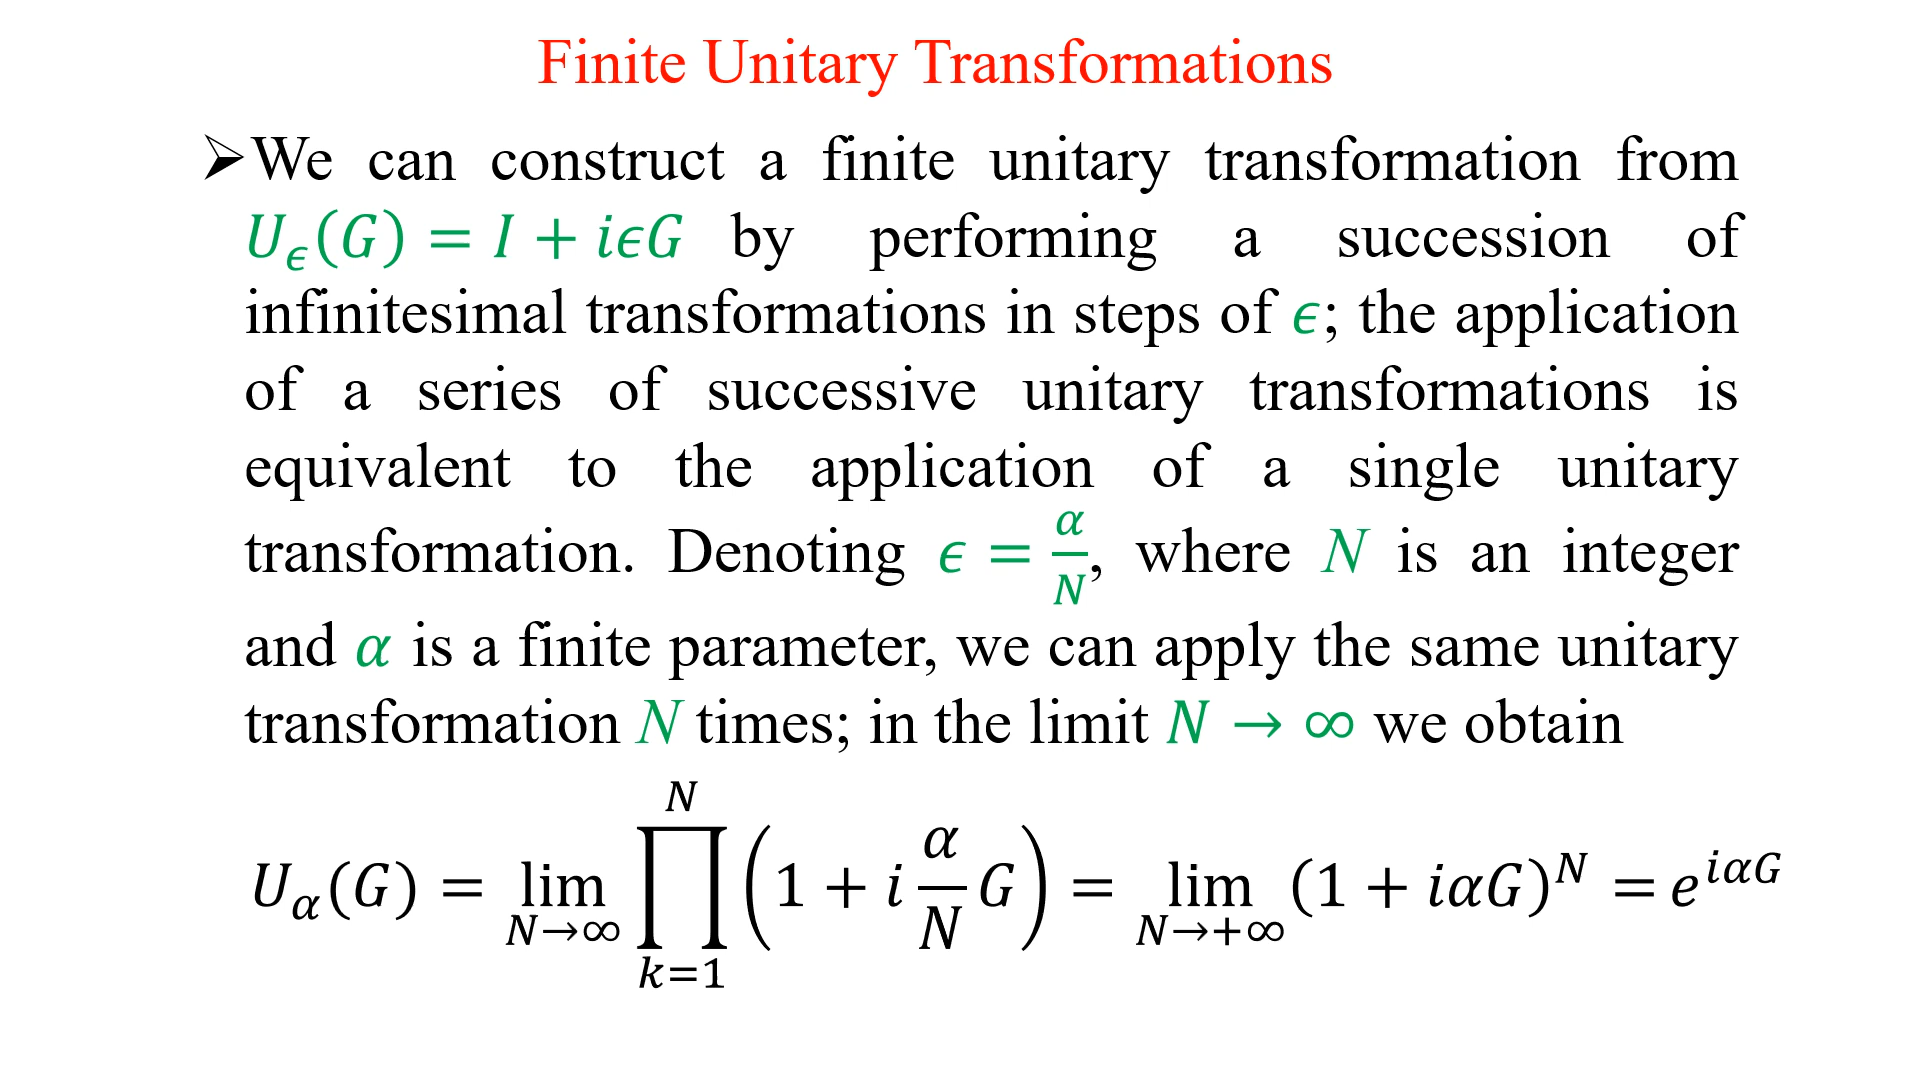 Finite Unitary Transformations
➢We can construct a finite unitary transformation from
U_ϵ(G) = I + iϵG by performing a succession of
infinitesimal transformations in steps of ϵ; the application
of a series of successive unitary transformations is
equivalent to the application of a single unitary
transformation. Denoting ϵ = α/N, where N is an integer
and α is a finite parameter, we can apply the same unitary
transformation N times; in the limit N → ∞ we obtain
U_α(G) = lim_{N→∞} ∏_{k=1}^{N} (1 + i α/N G) = lim_{N→+∞} (1 + iαG)^N = e^{iαG}